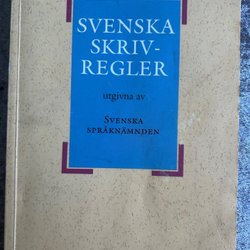 SVENSKA
SKRIV-
REGLER
utgivna av
SVENSKA
SPRÅKNÄMNDEN